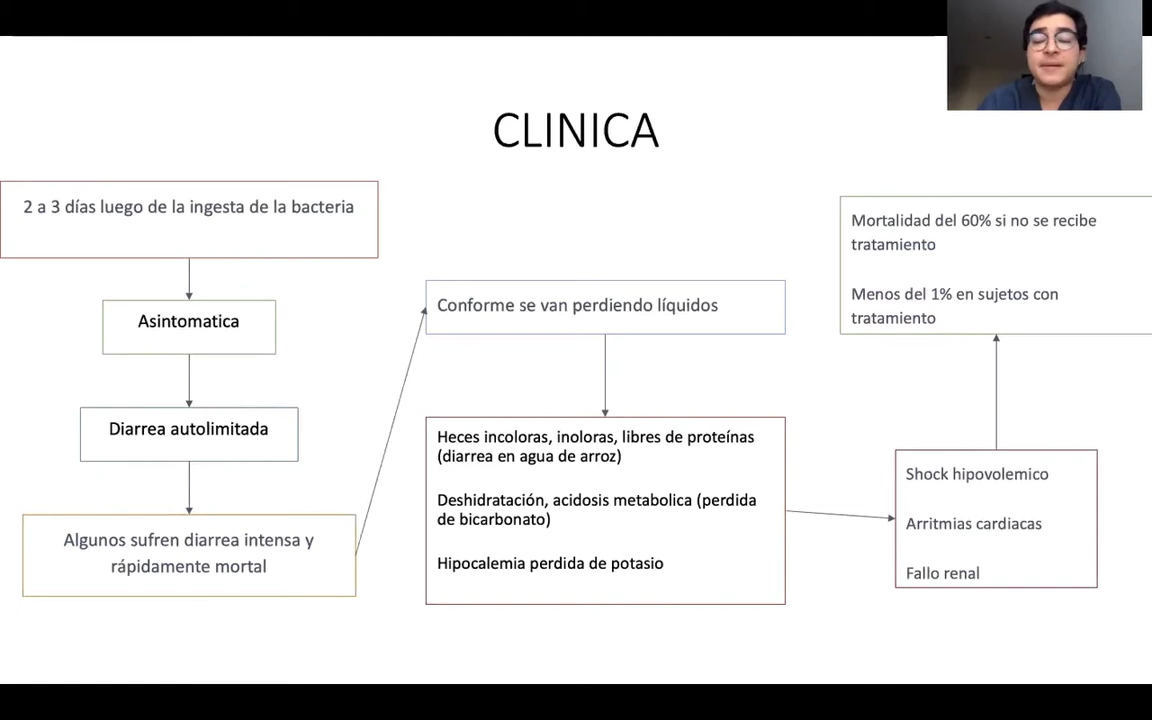 CLINICA
2 a 3 días luego de la ingesta de la bacteria
Asintomatica
Diarrea autolimitada
Algunos sufren diarrea intensa y
rápidamente mortal
Conforme se van perdiendo líquidos
Heces incoloras, inoloras, libres de proteínas
(diarrea en agua de arroz)
Deshidratación, acidosis metabolica (perdida
de bicarbonato)
Hipocalemia perdida de potasio
Shock hipovolemico
Arritmias cardiacas
Fallo renal
Mortalidad del 60% si no se recibe
tratamiento
Menos del 1% en sujetos con
tratamiento